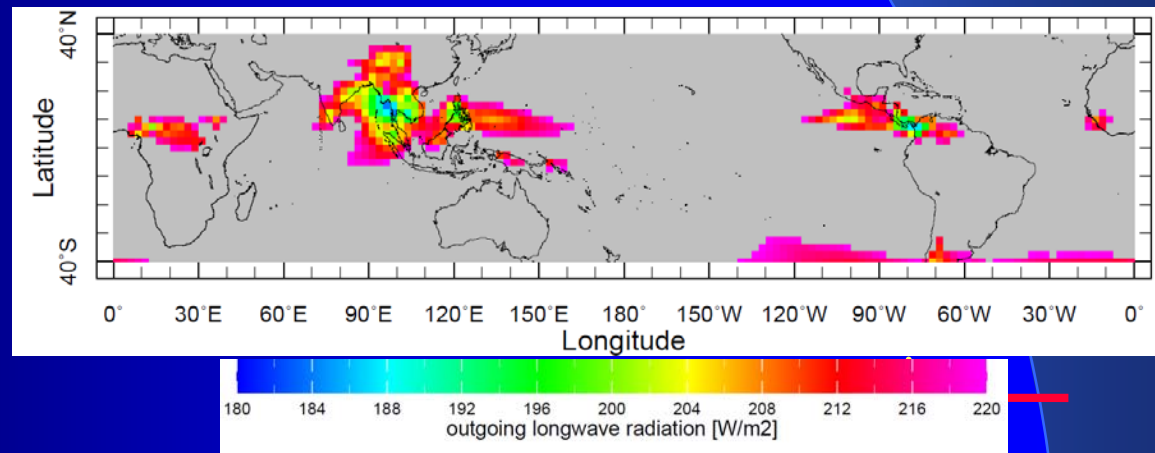 40°N
Latitude
40°S
0° 30°E 60°E 90°E 120°E 150°E 180° 150°W 120°W 90°W 60°W 30°W 0°
Longitude
180 184 188 192 196 200 204 208 212 216 220
outgoing longwave radiation [W/m2]